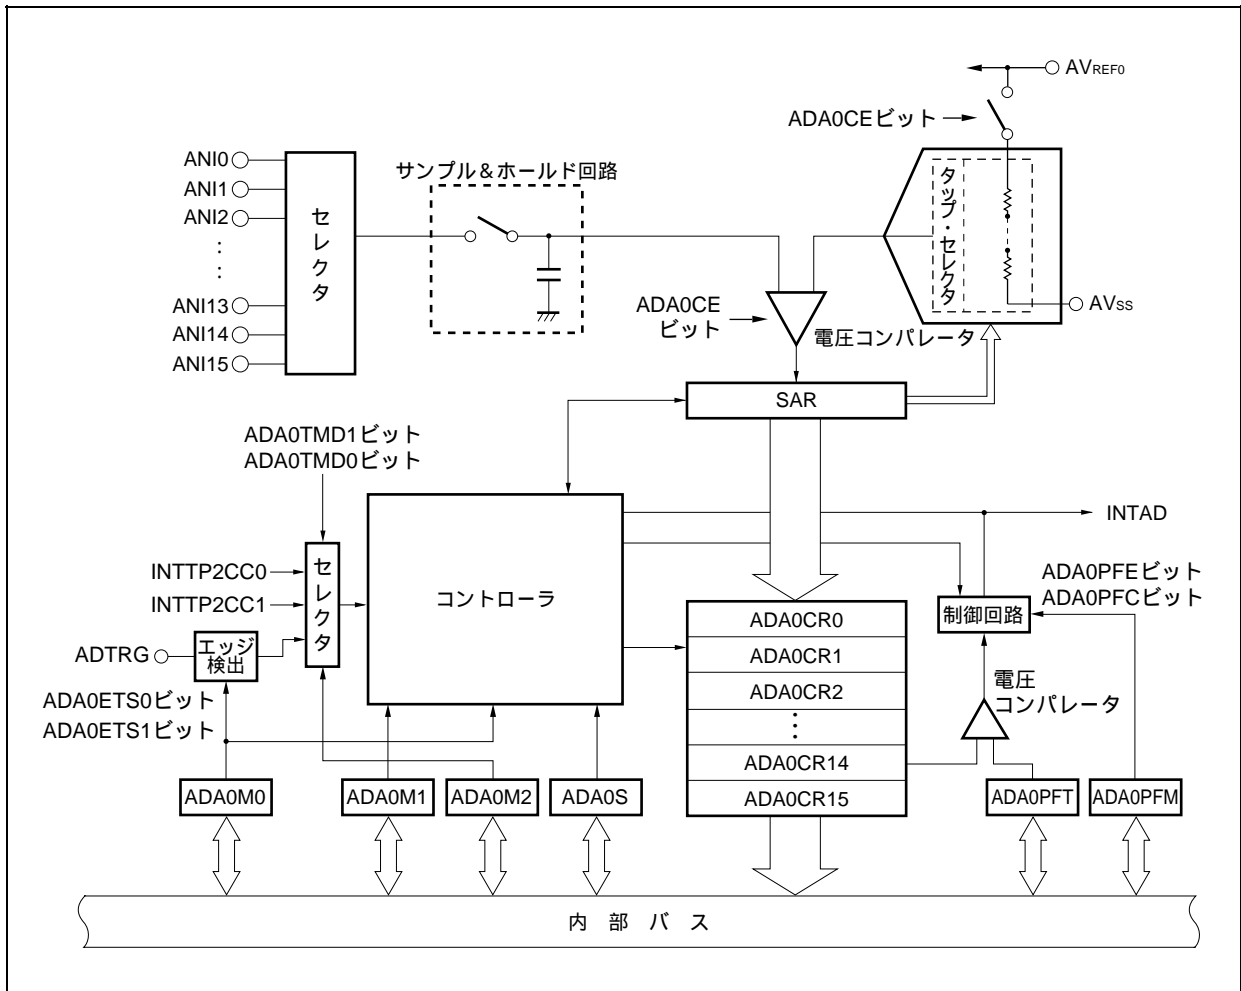 AVREF0
ADA0CEビット
ANI0
ANI1
ANI2
ANI13
ANI14
ANI15
セレクタ
サンプル＆ホールド回路
タップ・セレクタ
AVSS
ADA0CE
ビット
電圧コンパレータ
SAR
ADA0TMD1ビット
ADA0TMD0ビット
INTTP2CC0
INTTP2CC1
ADTRG
エッジ
検出
セレクタ
コントローラ
INTAD
ADA0PFEビット
ADA0PFCビット
制御回路
ADA0ETS0ビット
ADA0ETS1ビット
ADA0CR0
ADA0CR1
ADA0CR2
ADA0CR14
ADA0CR15
電圧
コンパレータ
ADA0M0
ADA0M1
ADA0M2
ADA0S
ADA0PFT
ADA0PFM
内 部 バ ス